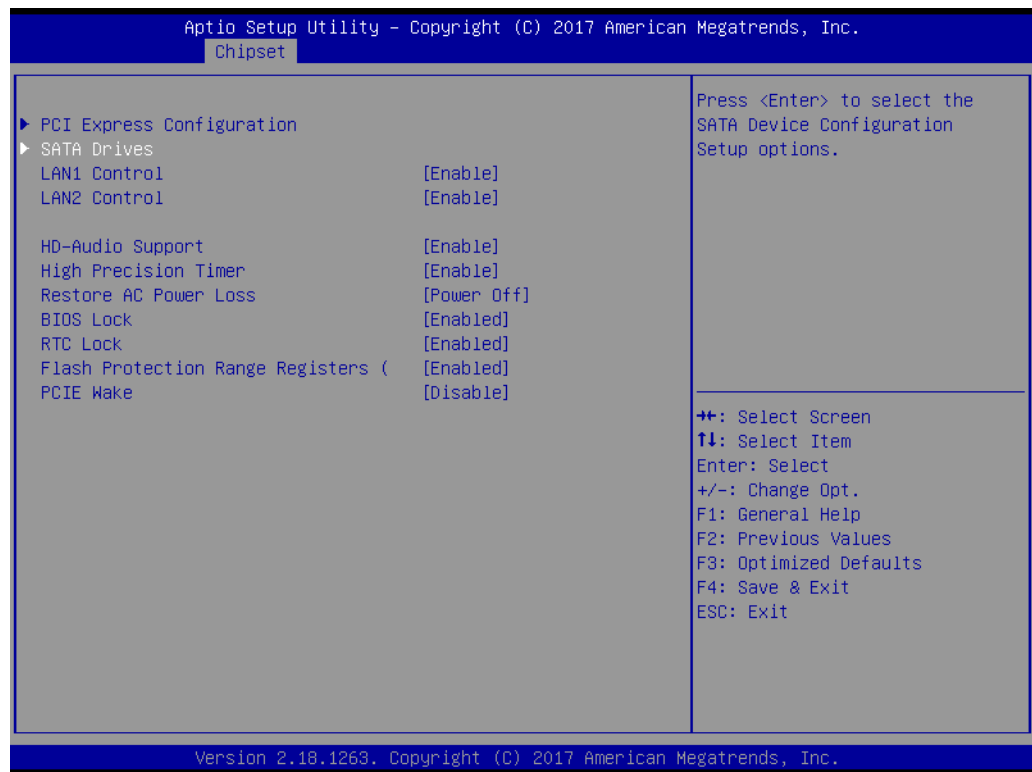 Aptio Setup Utility – Copyright (C) 2017 American Megatrends, Inc.
Chipset
PCI Express Configuration
SATA Drives
LAN1 Control [Enable]
LAN2 Control [Enable]
HD-Audio Support [Enable]
High Precision Timer [Enable]
Restore AC Power Loss [Power Off]
BIOS Lock [Enabled]
RTC Lock [Enabled]
Flash Protection Range Registers ( [Enabled]
PCIE Wake [Disable]
Press <Enter> to select the
SATA Device Configuration
Setup options.
→←: Select Screen
↑↓: Select Item
Enter: Select
+/-: Change Opt.
F1: General Help
F2: Previous Values
F3: Optimized Defaults
F4: Save & Exit
ESC: Exit
Version 2.18.1263. Copyright (C) 2017 American Megatrends, Inc.